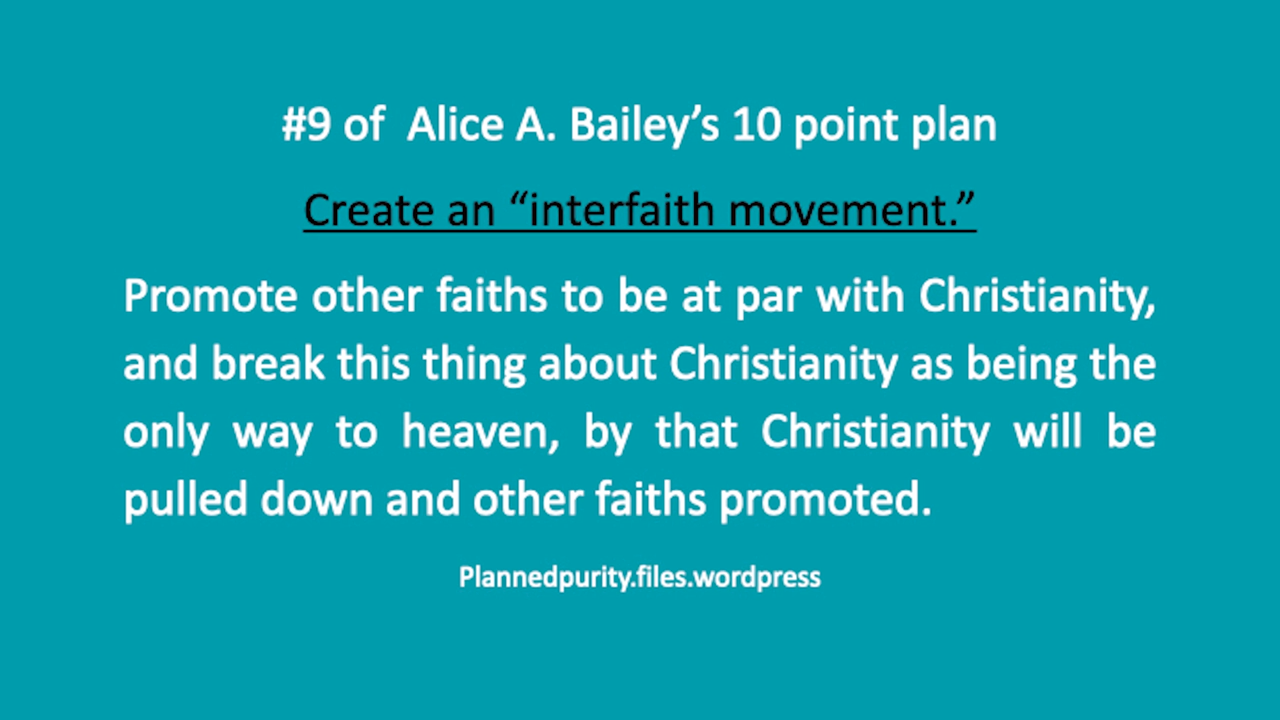 #9 of  Alice A. Bailey’s 10 point plan
Create an “interfaith movement.”
Promote other faiths to be at par with Christianity,
and break this thing about Christianity as being the
only way to heaven, by that Christianity will be
pulled down and other faiths promoted.
Plannedpurity.files.wordpress